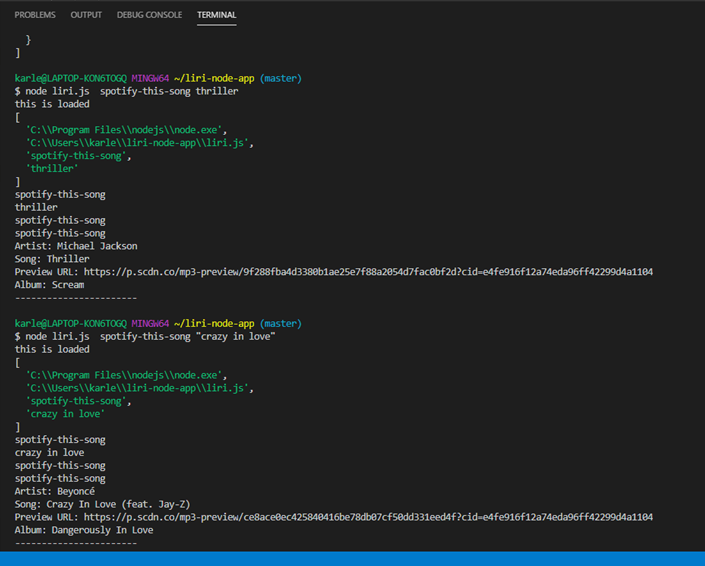 PROBLEMS OUTPUT DEBUG CONSOLE TERMINAL
  }
]
karle@LAPTOP-KON6TOGQ MINGW64 ~/liri-node-app (master)
$ node liri.js  spotify-this-song thriller
this is loaded
[
  'C:\\Program Files\\nodejs\\node.exe',
  'C:\\Users\\karle\\liri-node-app\\liri.js',
  'spotify-this-song',
  'thriller'
]
spotify-this-song
thriller
spotify-this-song
spotify-this-song
Artist: Michael Jackson
Song: Thriller
Preview URL: https://p.scdn.co/mp3-preview/9f288fba4d3380b1ae25e7f88a2054d7fac0bf2d?cid=e4fe916f12a74eda96ff42299d4a1104
Album: Scream
-----------------------
karle@LAPTOP-KON6TOGQ MINGW64 ~/liri-node-app (master)
$ node liri.js  spotify-this-song "crazy in love"
this is loaded
[
  'C:\\Program Files\\nodejs\\node.exe',
  'C:\\Users\\karle\\liri-node-app\\liri.js',
  'spotify-this-song',
  'crazy in love'
]
spotify-this-song
crazy in love
spotify-this-song
spotify-this-song
Artist: Beyoncé
Song: Crazy In Love (feat. Jay-Z)
Preview URL: https://p.scdn.co/mp3-preview/ce8ace0ec425840416be78db07cf50dd331eed4f?cid=e4fe916f12a74eda96ff42299d4a1104
Album: Dangerously In Love
-----------------------